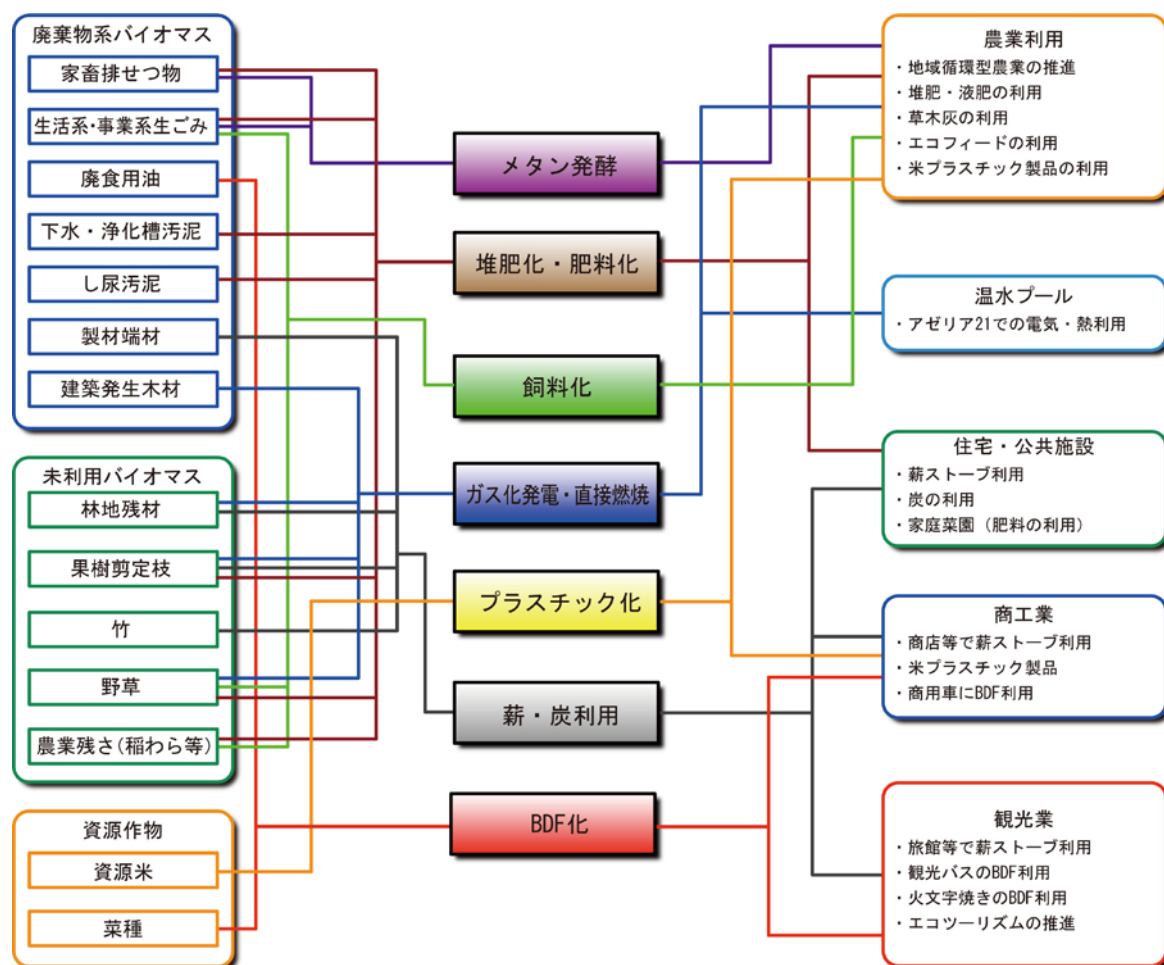 廃棄物系バイオマス
家畜排せつ物
生活系・事業系生ごみ
廃食用油
下水・浄化槽汚泥
し尿汚泥
製材端材
建築発生木材
未利用バイオマス
林地残材
果樹剪定枝
竹
野草
農業残さ(稲わら等)
資源作物
資源米
菜種
メタン発酵
堆肥化・肥料化
飼料化
ガス化発電・直接燃焼
プラスチック化
薪・炭利用
BDF化
農業利用
・地域循環型農業の推進
・堆肥・液肥の利用
・草木灰の利用
・エコフィードの利用
・米プラスチック製品の利用
温水プール
・アゼリア21での電気・熱利用
住宅・公共施設
・薪ストーブ利用
・炭の利用
・家庭菜園（肥料の利用）
商工業
・商店等で薪ストーブ利用
・米プラスチック製品
・商用車にBDF利用
観光業
・旅館等で薪ストーブ利用
・観光バスのBDF利用
・火文字焼きのBDF利用
・エコツーリズムの推進